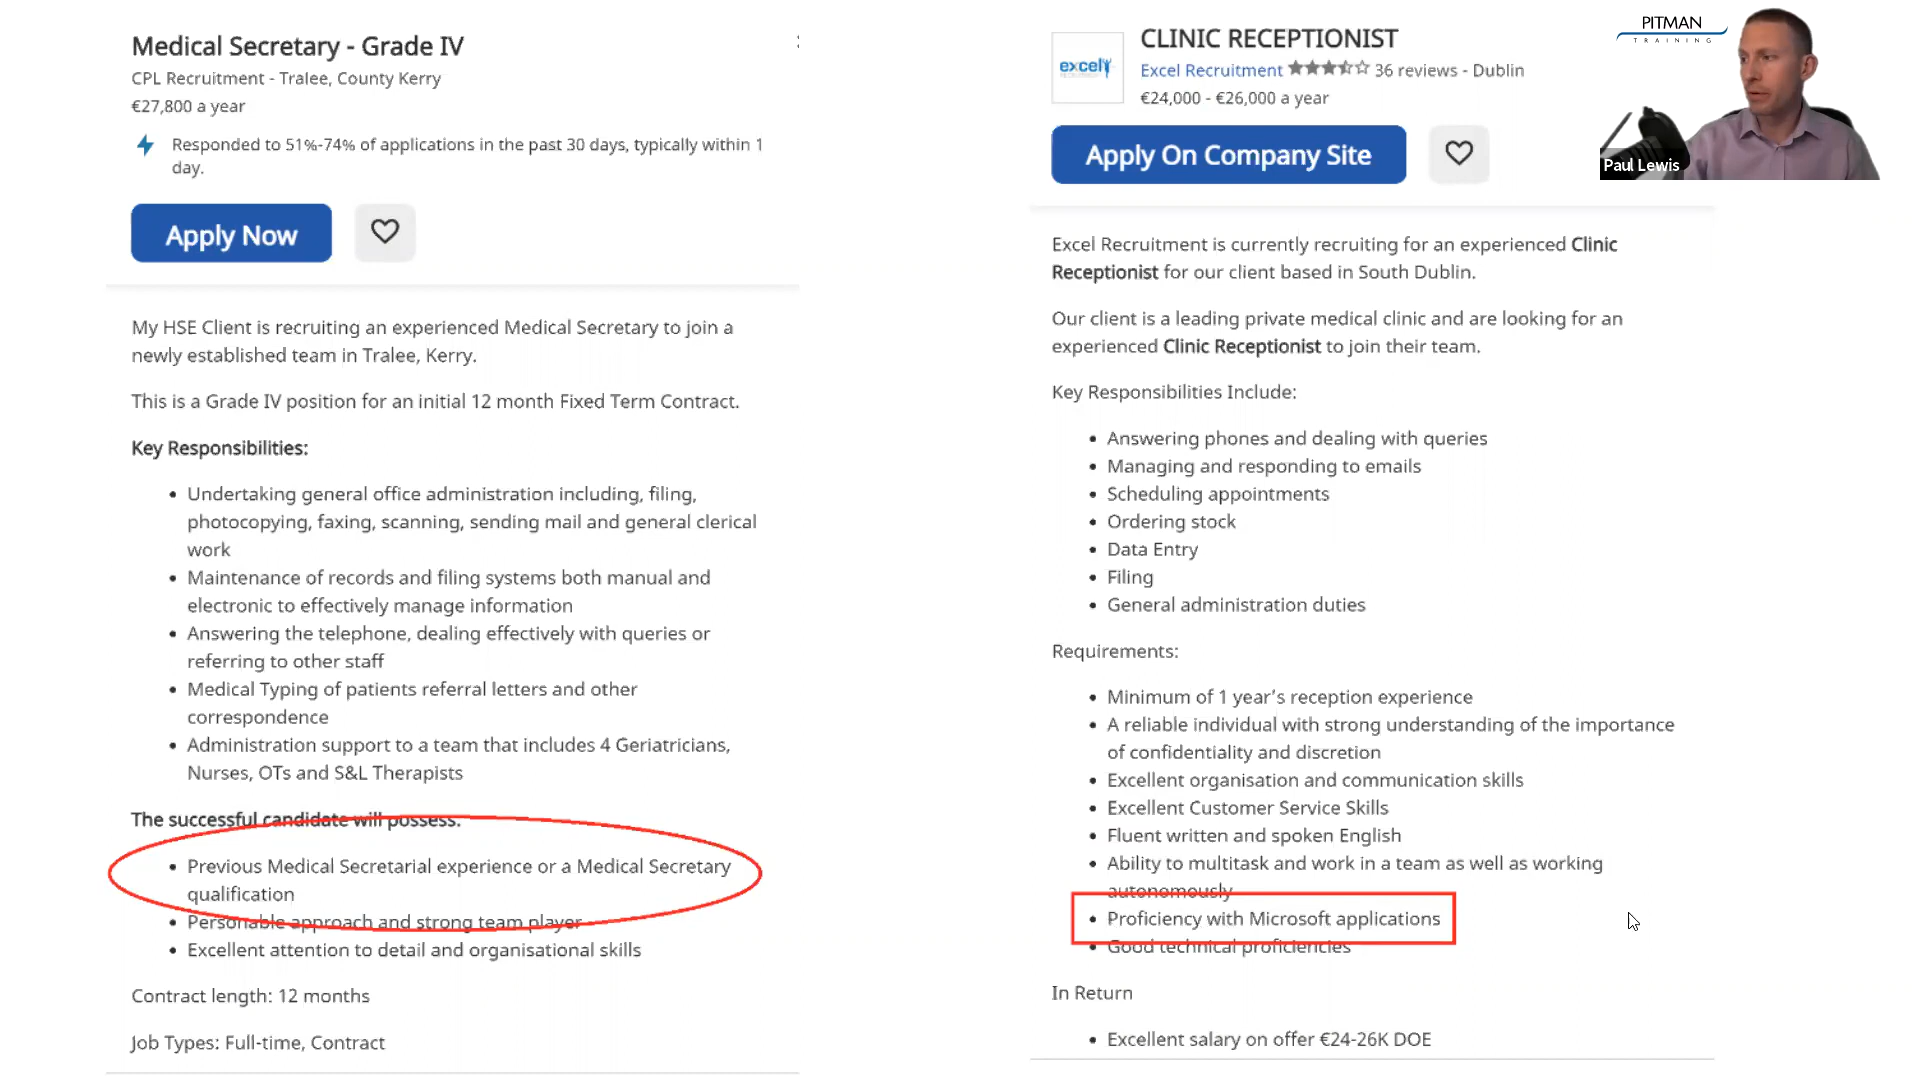 Medical Secretary - Grade IV
CPL Recruitment - Tralee, County Kerry
€27,800 a year
Responded to 51%-74% of applications in the past 30 days, typically within 1
day.
Apply Now
My HSE Client is recruiting an experienced Medical Secretary to join a
newly established team in Tralee, Kerry.
This is a Grade IV position for an initial 12 month Fixed Term Contract.
Key Responsibilities:
• Undertaking general office administration including, filing,
photocopying, faxing, scanning, sending mail and general clerical
work
• Maintenance of records and filing systems both manual and
electronic to effectively manage information
• Answering the telephone, dealing effectively with queries or
referring to other staff
• Medical Typing of patients referral letters and other
correspondence
• Administration support to a team that includes 4 Geriatricians,
Nurses, OTs and S&L Therapists
The successful candidate will possess:
• Previous Medical Secretarial experience or a Medical Secretary
qualification
• Personable approach and strong team player
• Excellent attention to detail and organisational skills
Contract length: 12 months
Job Types: Full-time, Contract
excel
CLINIC RECEPTIONIST
Excel Recruitment 36 reviews - Dublin
€24,000 - €26,000 a year
Apply On Company Site
Excel Recruitment is currently recruiting for an experienced Clinic
Receptionist for our client based in South Dublin.
Our client is a leading private medical clinic and are looking for an
experienced Clinic Receptionist to join their team.
Key Responsibilities Include:
• Answering phones and dealing with queries
• Managing and responding to emails
• Scheduling appointments
• Ordering stock
• Data Entry
• Filing
• General administration duties
Requirements:
• Minimum of 1 year's reception experience
• A reliable individual with strong understanding of the importance
of confidentiality and discretion
• Excellent organisation and communication skills
• Excellent Customer Service Skills
• Fluent written and spoken English
• Ability to multitask and work in a team as well as working
autonomously
• Proficiency with Microsoft applications
• Good technical proficiencies
In Return
• Excellent salary on offer €24-26K DOE
PITMAN
TRAINING
Paul Lewis